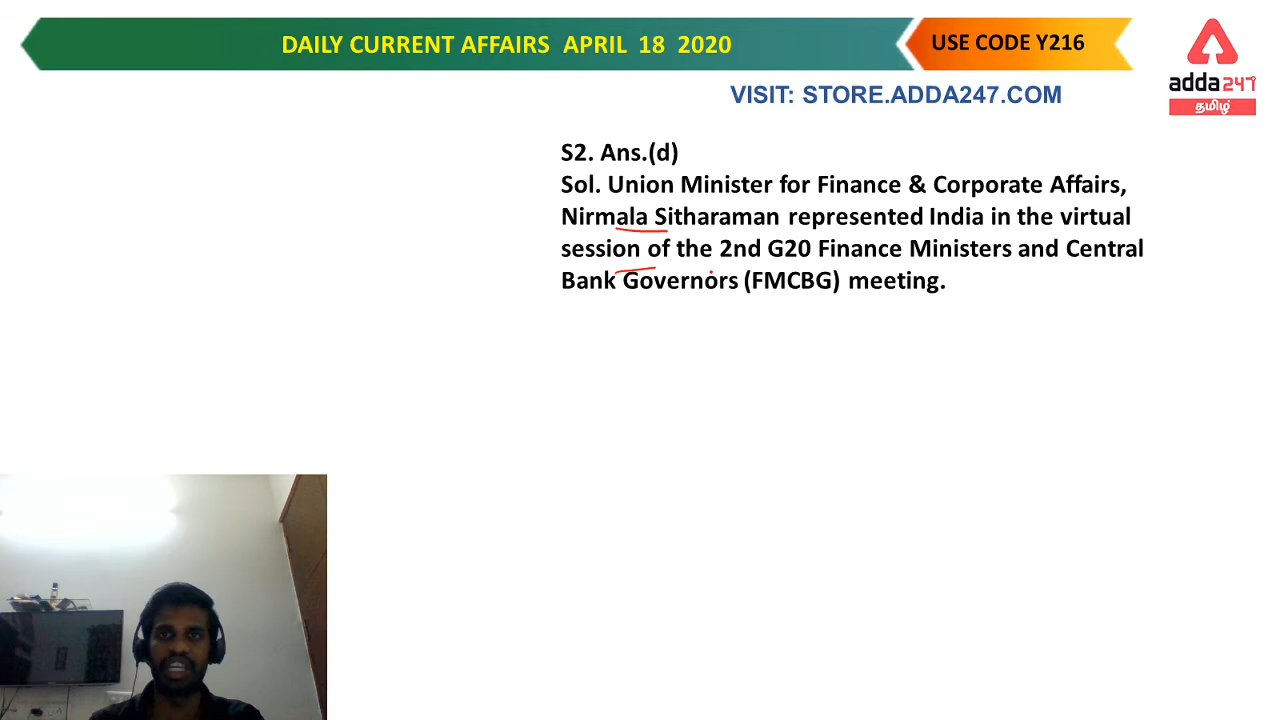 DAILY CURRENT AFFAIRS APRIL 18 2020
USE CODE Y216
adda247
தமிழ்
VISIT: STORE.ADDA247.COM
S2. Ans.(d)
Sol. Union Minister for Finance & Corporate Affairs,
Nirmala Sitharaman represented India in the virtual
session of the 2nd G20 Finance Ministers and Central
Bank Governors (FMCBG) meeting.